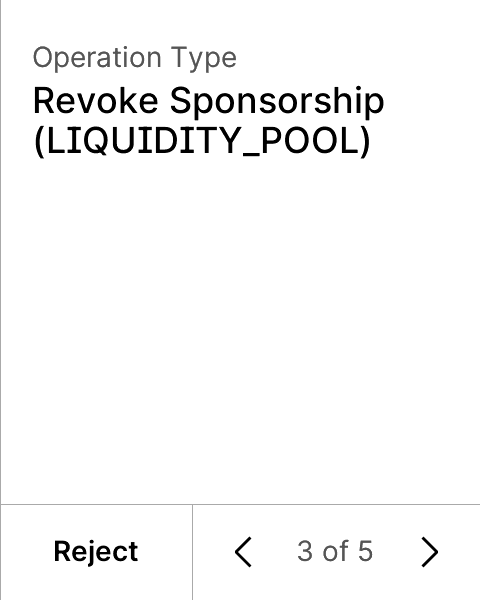 Operation Type
Revoke Sponsorship
(LIQUIDITY_POOL)
Reject
3 of 5